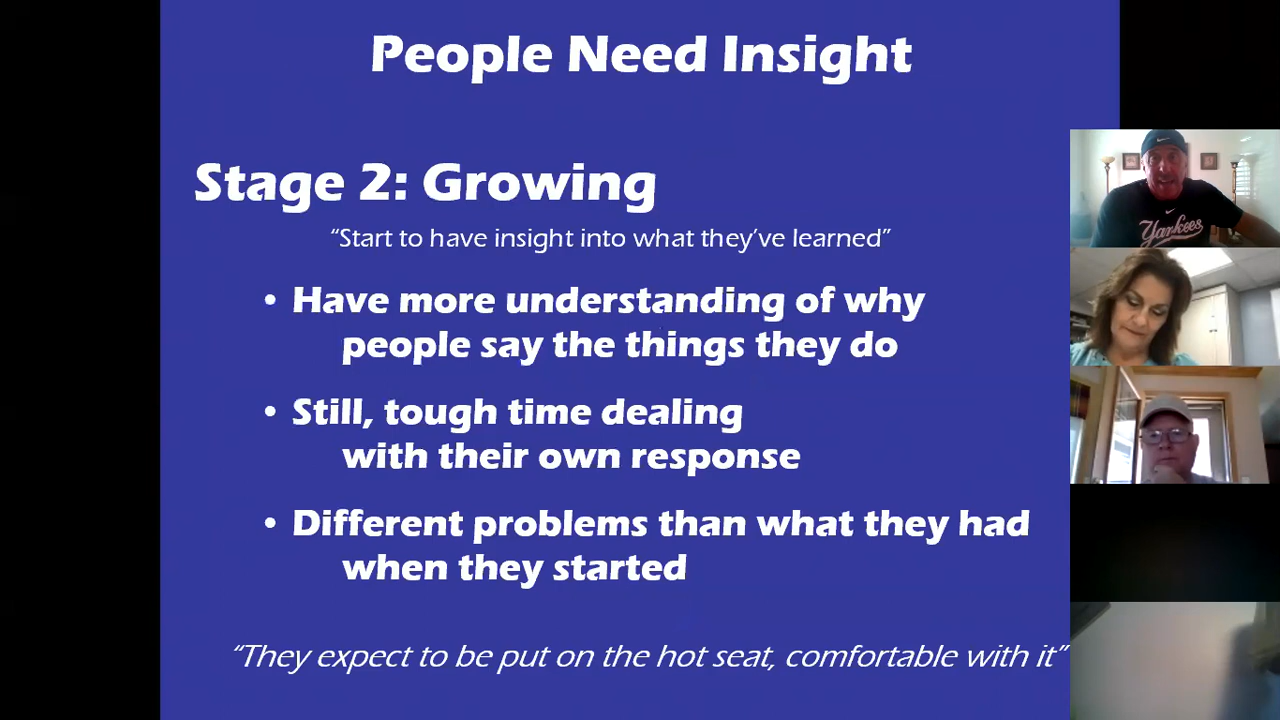 People Need Insight
Stage 2: Growing
“Start to have insight into what they’ve learned”
• Have more understanding of why
people say the things they do
• Still, tough time dealing
with their own response
• Different problems than what they had
when they started
“They expect to be put on the hot seat, comfortable with it”
Yankees